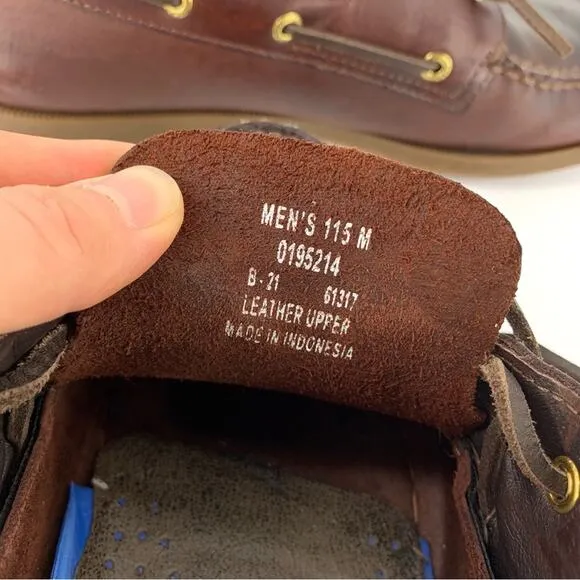 MEN'S 115 M
0195214
B-21 61317
LEATHER UPPER
MADE IN INDONESIA